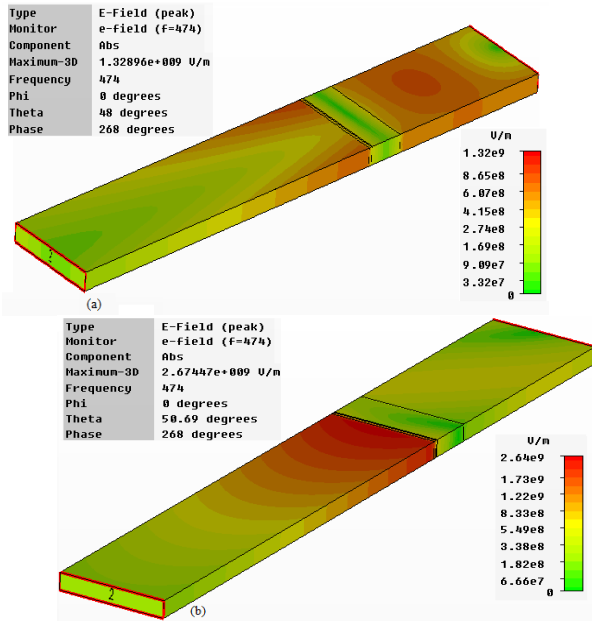 Type E-Field (peak)
Monitor e-field (f=474)
Component Abs
Maximum-3D 1.32896e+009 V/m
Frequency 474
Phi 0 degrees
Theta 48 degrees
Phase 268 degrees
V/m
1.32e9
8.65e8
6.07e8
4.15e8
2.74e8
1.69e8
9.09e7
3.32e7
0
2
(a)
Type E-Field (peak)
Monitor e-field (f=474)
Component Abs
Maximum-3D 2.67447e+009 V/m
Frequency 474
Phi 0 degrees
Theta 50.69 degrees
Phase 268 degrees
V/m
2.64e9
1.73e9
1.22e9
8.33e8
5.49e8
3.38e8
1.82e8
6.66e7
0
2
(b)